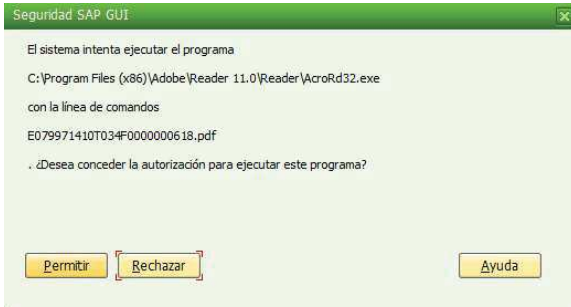 Seguridad SAP GUI
El sistema intenta ejecutar el programa
C:\Program Files (x86)\Adobe\Reader 11.0\Reader\AcroRd32.exe
con la línea de comandos
E079971410T034F0000000618.pdf
. ¿Desea conceder la autorización para ejecutar este programa?
Permitir Rechazar Ayuda